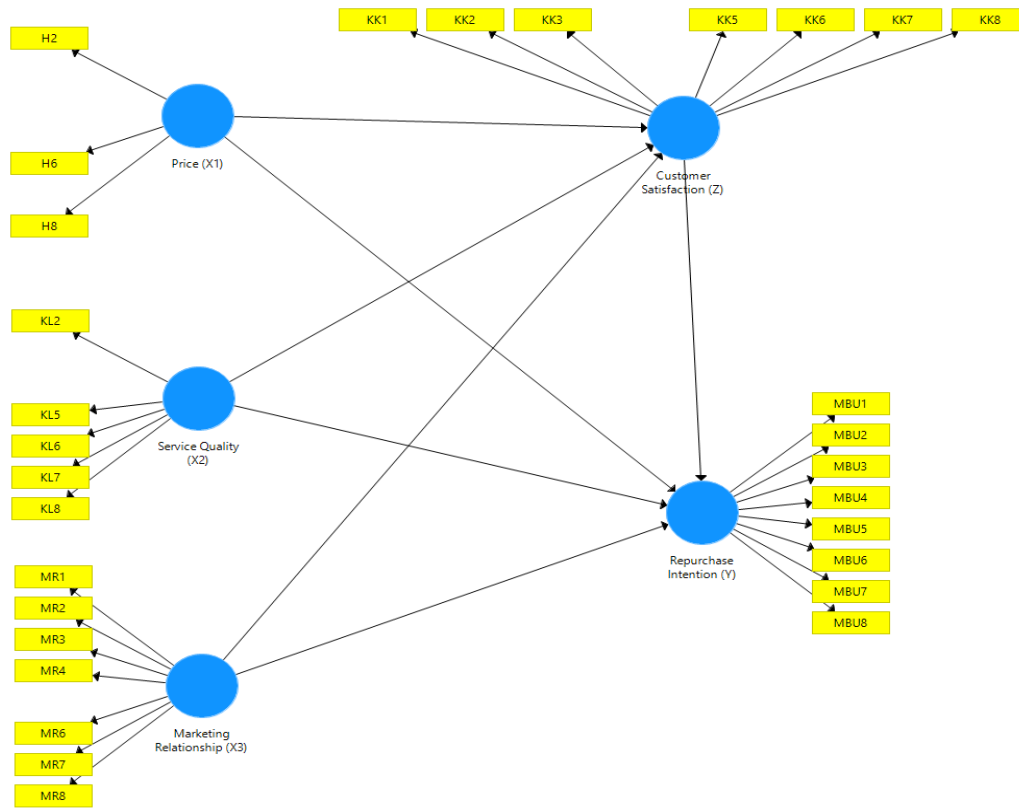 KK1
KK2
KK3
KK5
KK6
KK7
KK8
H2
H6
H8
Price (X1)
Customer
Satisfaction (Z)
KL2
KL5
KL6
KL7
KL8
Service Quality
(X2)
MBU1
MBU2
MBU3
MBU4
MBU5
MBU6
MBU7
MBU8
Repurchase
Intention (Y)
MR1
MR2
MR3
MR4
MR6
MR7
MR8
Marketing
Relationship (X3)